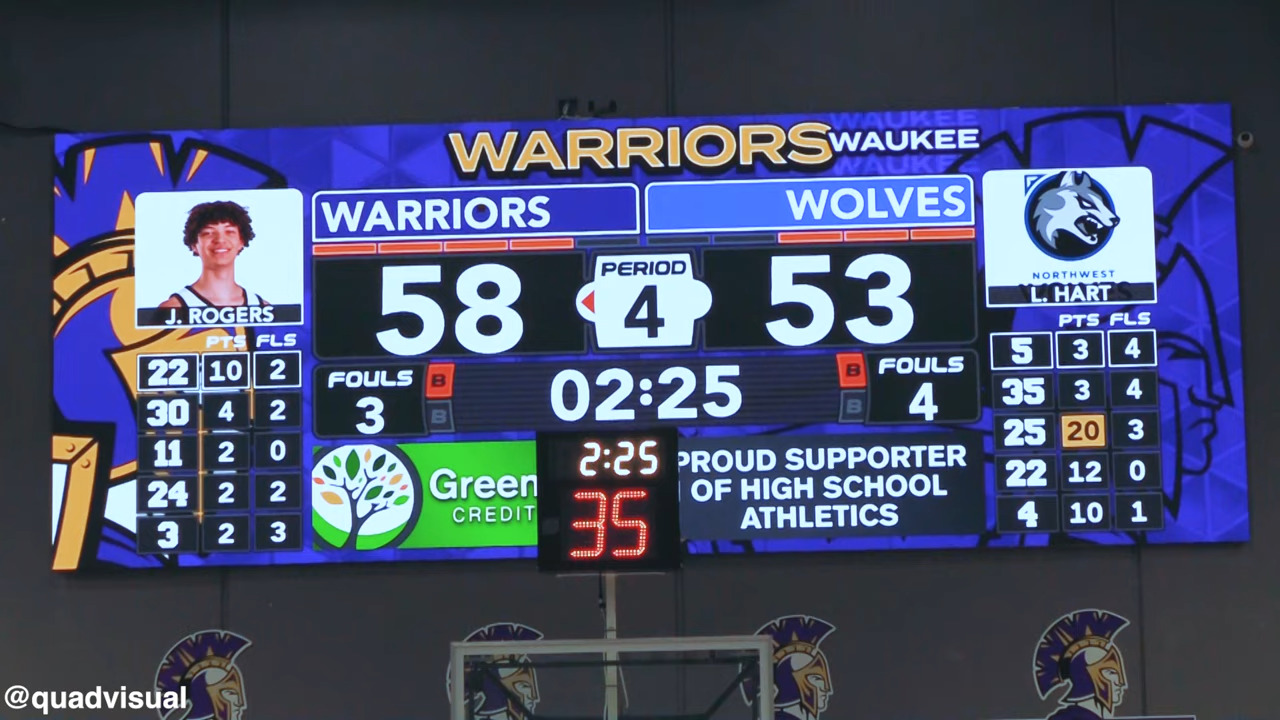 WARRIORS WAUKEE
WARRIORS WOLVES
58 PERIOD 4 53
J. ROGERS
NORTHWEST
L. HART
FOULS 3 B B 02:25 B B FOULS 4
PTS FLS
22 10 2
30 4 2
11 2 0
24 2 2
3 2 3
PTS FLS
5 3 4
35 3 4
25 20 3
22 12 0
4 10 1
Green
CREDIT
2:25
35
PROUD SUPPORTER
OF HIGH SCHOOL
ATHLETICS
@quadvisual